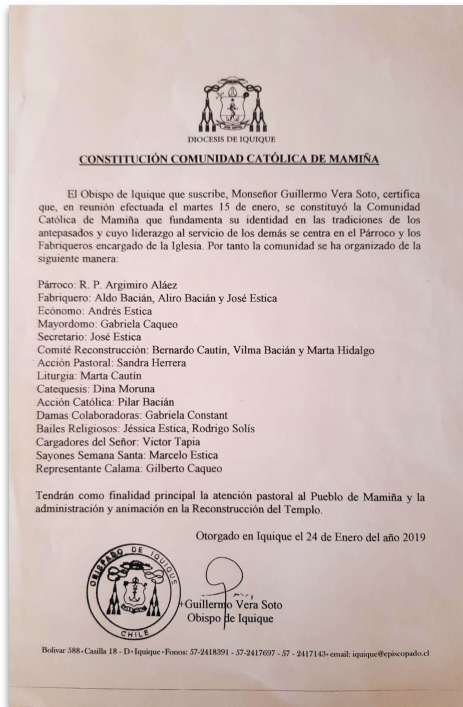 DIOCESIS DE IQUIQUE
CONSTITUCIÓN COMUNIDAD CATÓLICA DE MAMIÑA
El Obispo de Iquique que suscribe, Monseñor Guillermo Vera Soto, certifica
que, en reunión efectuada el martes 15 de enero, se constituyó la Comunidad
Católica de Mamiña que fundamenta su identidad en las tradiciones de los
antepasados y cuyo liderazgo al servicio de los demás se centra en el Párroco y los
Fabriqueros encargado de la Iglesia. Por tanto la comunidad se ha organizado de la
siguiente manera:
Párroco: R. P. Argimiro Aláez
Fabriquero: Aldo Bacián, Aliro Bacián y José Estica
Ecónomo: Andrés Estica
Mayordomo: Gabriela Caqueo
Secretario: José Estica
Comité Reconstrucción: Bernardo Cautín, Vilma Bacián y Marta Hidalgo
Acción Pastoral: Sandra Herrera
Liturgia: Marta Cautín
Catequesis: Dina Moruna
Acción Católica: Pilar Bacián
Damas Colaboradoras: Gabriela Constant
Bailes Religiosos: Jéssica Estica, Rodrigo Solís
Cargadores del Señor: Victor Tapia
Sayones Semana Santa: Marcelo Estica
Representante Calama: Gilberto Caqueo
Tendrán como finalidad principal la atención pastoral al Pueblo de Mamiña y la
administración y animación en la Reconstrucción del Templo.
Otorgado en Iquique el 24 de Enero del año 2019
OBISPADO DE IQUIQUE
CHILE
+Guillermo Vera Soto
Obispo de Iquique
Bolivar 588 • Casilla 18 - D • Iquique • Fonos: 57-2418391 - 57-2417697 - 57 - 2417143 • email: iquique@episcopado.cl